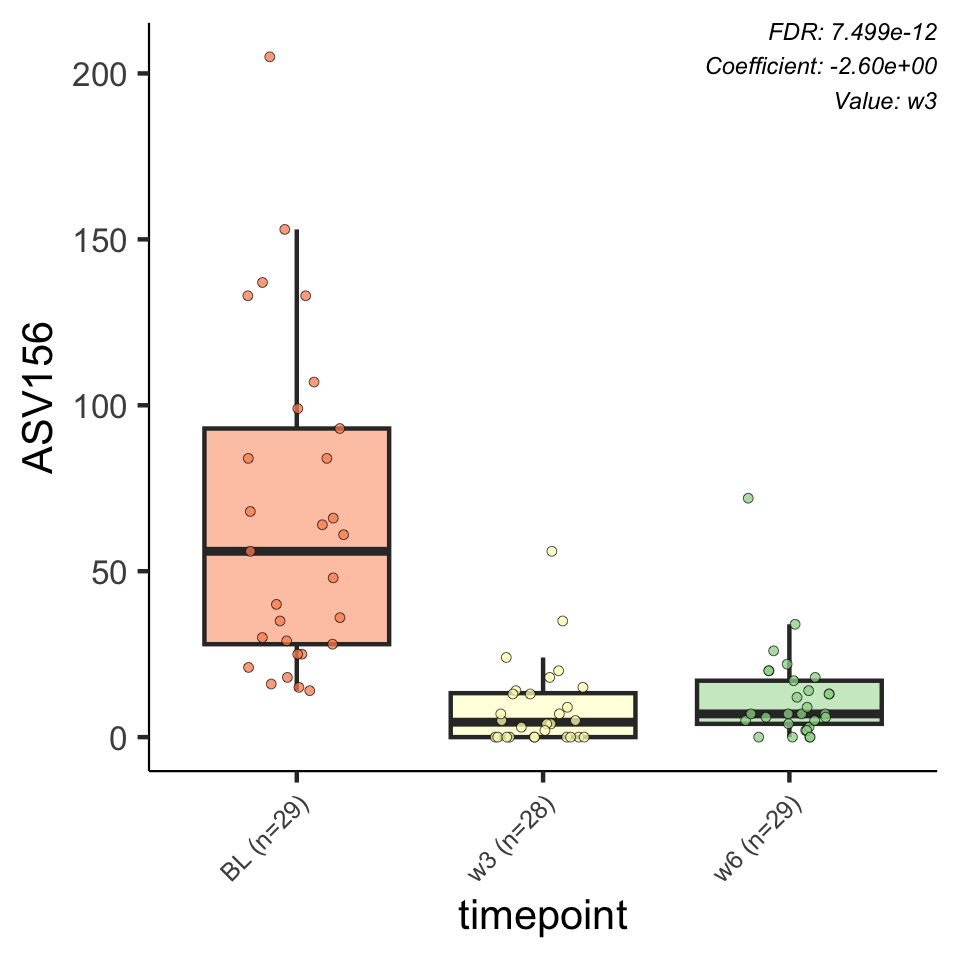 FDR: 7.499e-12
Coefficient: -2.60e+00
Value: w3
200
150
100
50
0
ASV156
BL (n=29)
w3 (n=28)
w6 (n=29)
timepoint